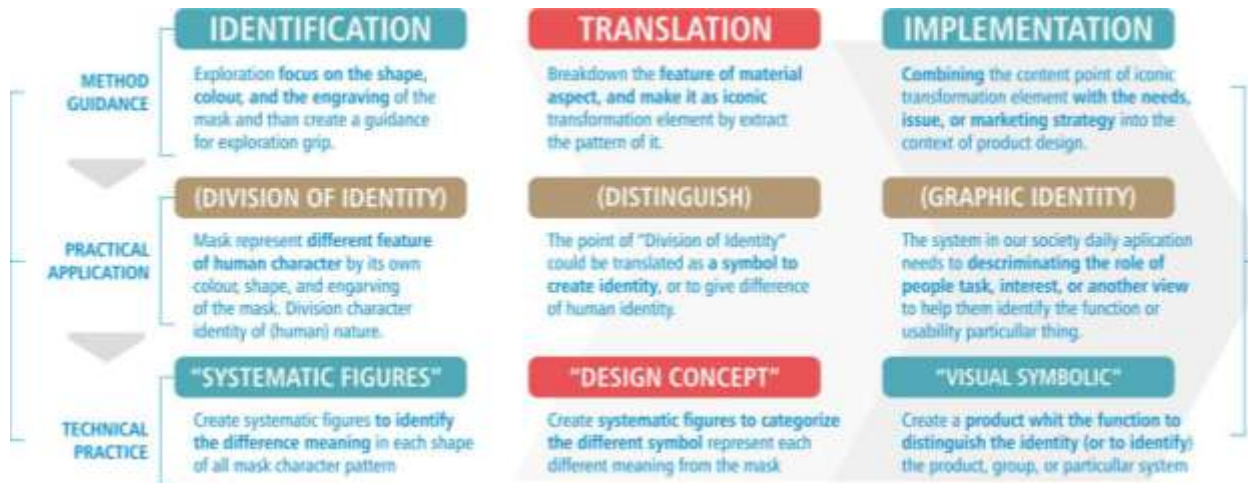 IDENTIFICATION
TRANSLATION
IMPLEMENTATION
METHOD
GUIDANCE
Exploration focus on the shape,
colour, and the engraving of the
mask and than create a guidance
for exploration grip.
Breakdown the feature of material
aspect, and make it as iconic
transformation element by extract
the pattern of it.
Combining the content point of iconic
transformation element with the needs,
issue, or marketing strategy into the
context of product design.
(DIVISION OF IDENTITY)
(DISTINGUISH)
(GRAPHIC IDENTITY)
PRACTICAL
APPLICATION
Mask represent different feature
of human character by its own
colour, shape, and engarving
of the mask. Division character
identity of (human) nature.
The point of "Division of Identity"
could be translated as a symbol to
create identity, or to give difference
of human identity.
The system in our society daily aplication
needs to descriminating the role of
people task, interest, or another view
to help them identify the function or
usability particullar thing.
"SYSTEMATIC FIGURES"
"DESIGN CONCEPT"
"VISUAL SYMBOLIC"
TECHNICAL
PRACTICE
Create systematic figures to identify
the difference meaning in each shape
of all mask character pattern
Create systematic figures to categorize
the different symbol represent each
different meaning from the mask
Create a product whit the function to
distinguish the identity (or to identify)
the product, group, or particullar system